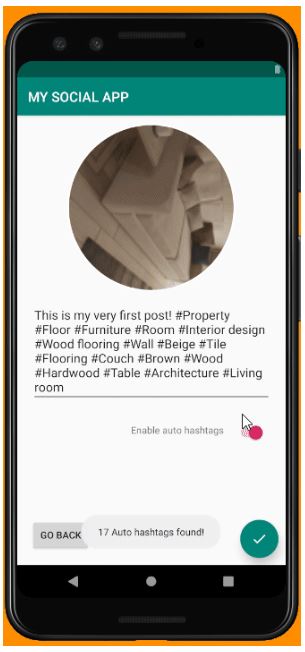 MY SOCIAL APP
This is my very first post! #Property
#Floor #Furniture #Room #Interior design
#Wood flooring #Wall #Beige #Tile
#Flooring #Couch #Brown #Wood
#Hardwood #Table #Architecture #Living
room
Enable auto hashtags
GO BACK
17 Auto hashtags found!